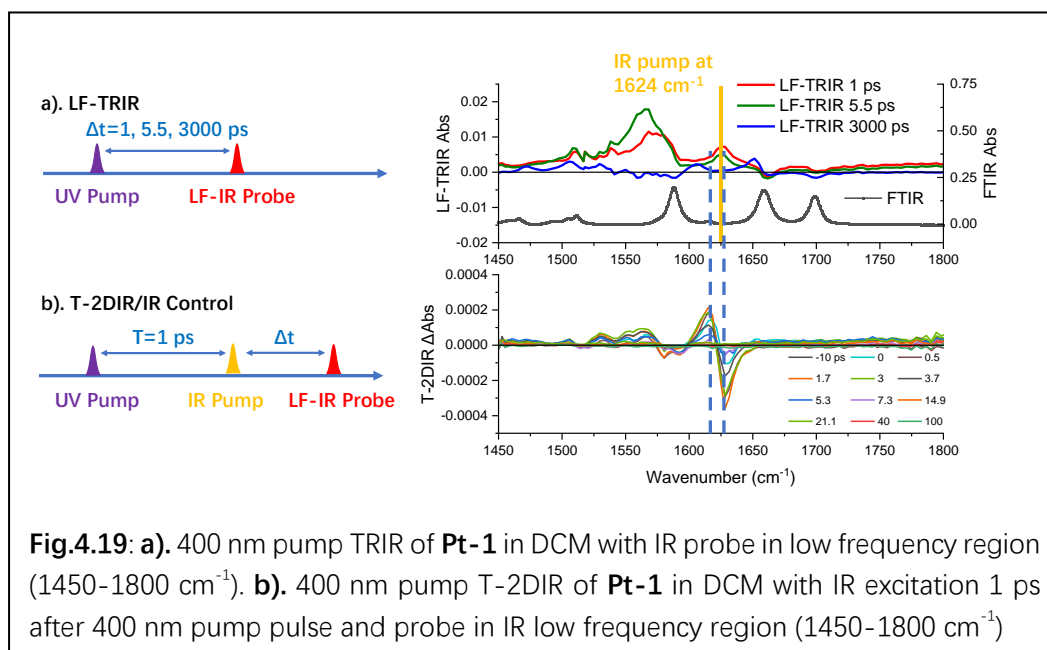 a). LF-TRIR
Δt=1, 5.5, 3000 ps
UV Pump
LF-IR Probe
b). T-2DIR/IR Control
T=1 ps
Δt
UV Pump
IR Pump
LF-IR Probe
IR pump at
1624 cm⁻¹
LF-TRIR 1 ps
LF-TRIR 5.5 ps
LF-TRIR 3000 ps
FTIR
LF-TRIR Abs
0.02
0.01
0.00
-0.01
-0.02
FTIR Abs
0.75
0.50
0.25
0.00
1450 1500 1550 1600 1650 1700 1750 1800
T-2DIR ΔAbs
0.0004
0.0002
0.0000
-0.0002
-0.0004
-10 ps 0 0.5
1.7 3 3.7
5.3 7.3 14.9
21.1 40 100
1450 1500 1550 1600 1650 1700 1750 1800
Wavenumber (cm⁻¹)
Fig.4.19: a). 400 nm pump TRIR of Pt-1 in DCM with IR probe in low frequency region
(1450-1800 cm⁻¹). b). 400 nm pump T-2DIR of Pt-1 in DCM with IR excitation 1 ps
after 400 nm pump pulse and probe in IR low frequency region (1450-1800 cm⁻¹)